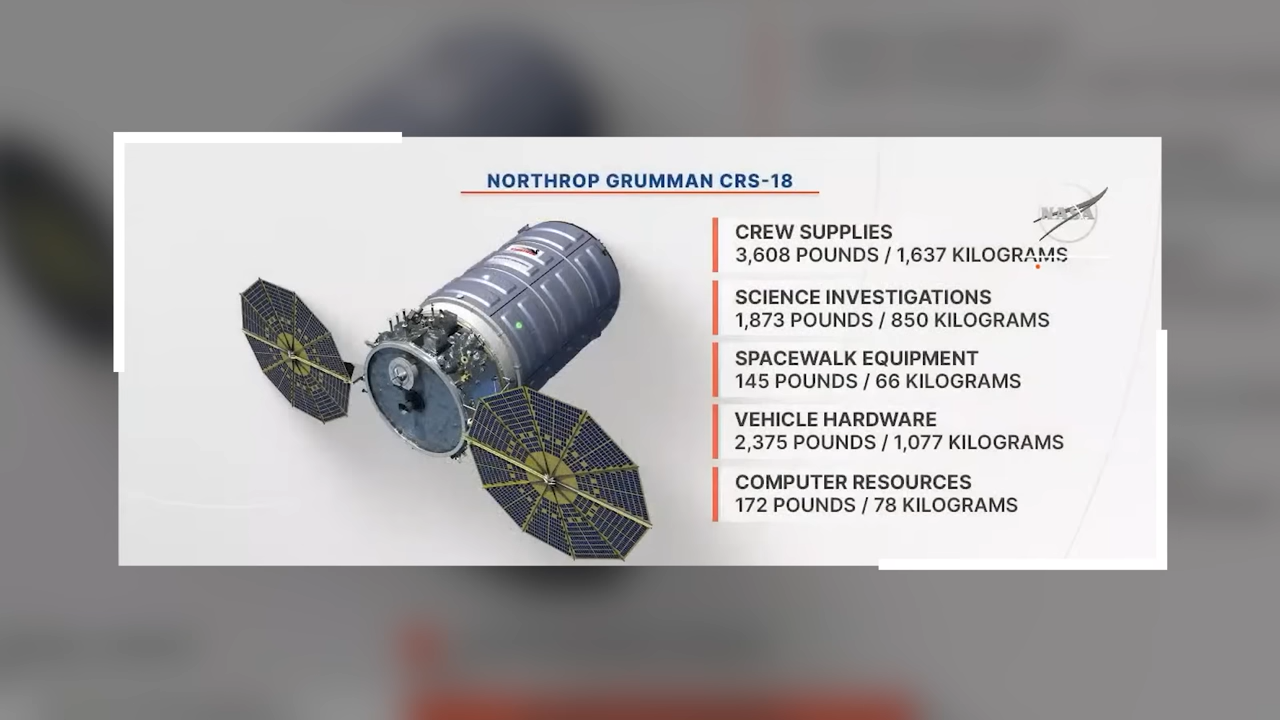 NORTHROP GRUMMAN CRS-18
NASA
CREW SUPPLIES
3,608 POUNDS / 1,637 KILOGRAMS
SCIENCE INVESTIGATIONS
1,873 POUNDS / 850 KILOGRAMS
SPACEWALK EQUIPMENT
145 POUNDS / 66 KILOGRAMS
VEHICLE HARDWARE
2,375 POUNDS / 1,077 KILOGRAMS
COMPUTER RESOURCES
172 POUNDS / 78 KILOGRAMS